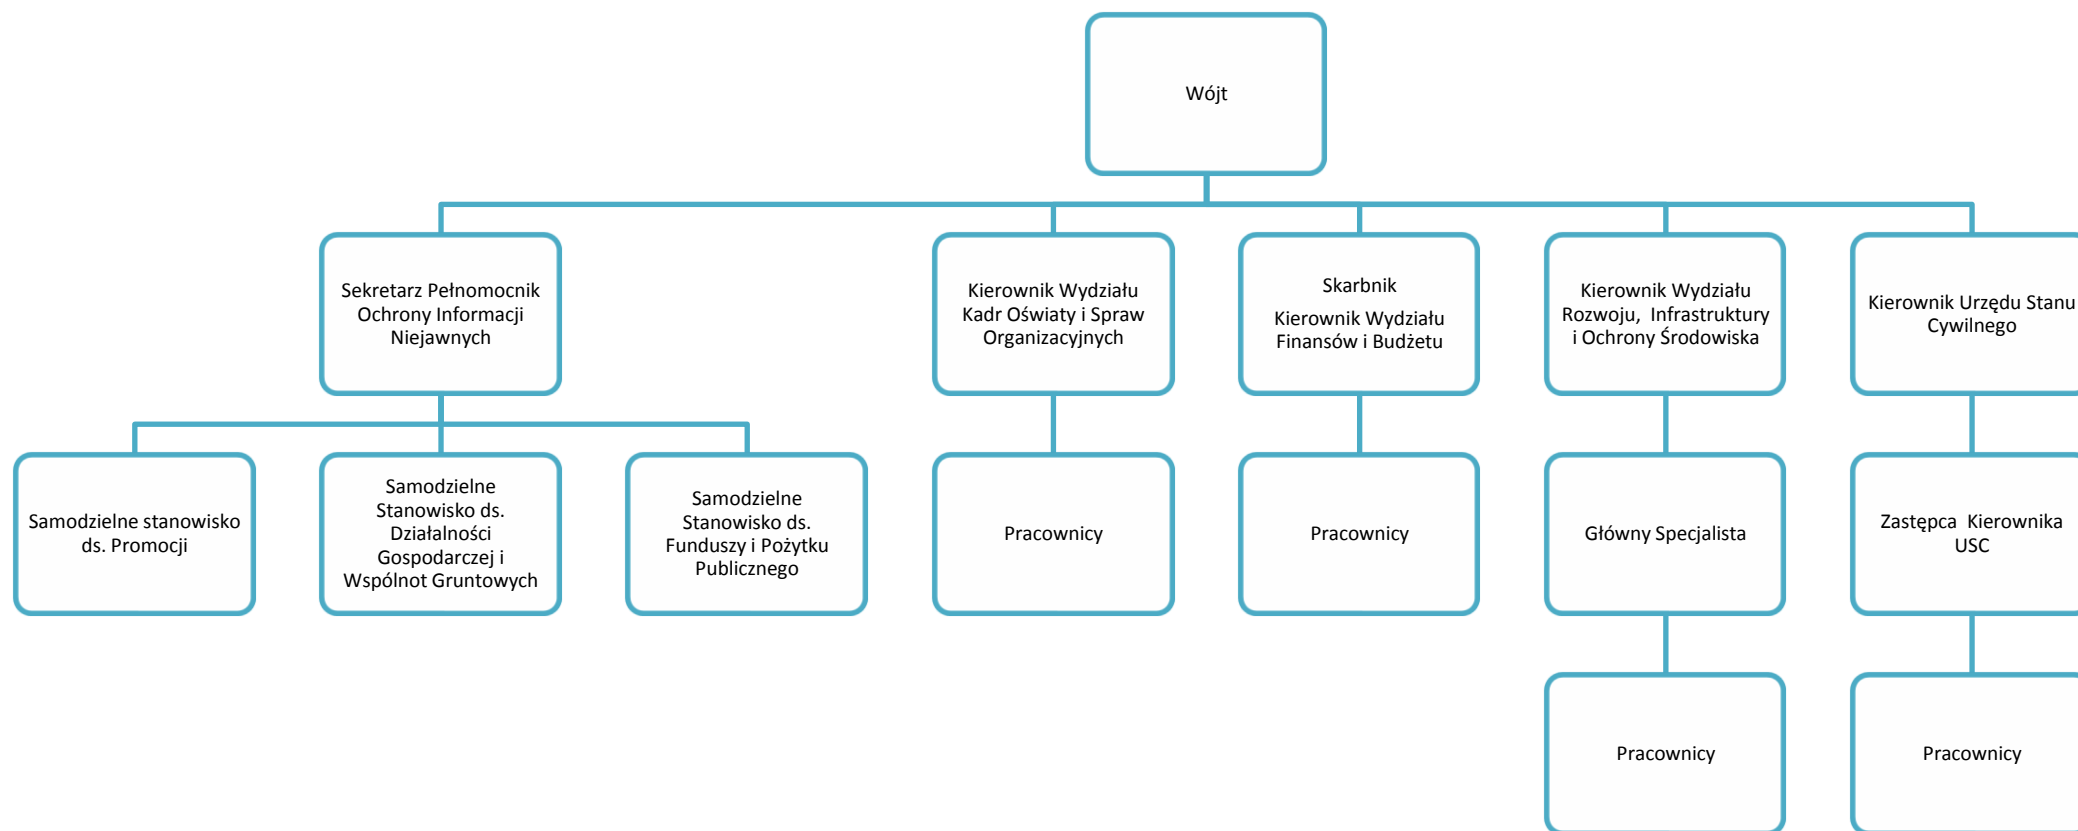 Wójt
Sekretarz Pełnomocnik
Ochrony Informacji
Niejawnych
Kierownik Wydziału
Kadr Oświaty i Spraw
Organizacyjnych
Skarbnik
Kierownik Wydziału
Finansów i Budżetu
Kierownik Wydziału
Rozwoju, Infrastruktury
i Ochrony Środowiska
Kierownik Urzędu Stanu
Cywilnego
Samodzielne stanowisko
ds. Promocji
Samodzielne
Stanowisko ds.
Działalności
Gospodarczej i
Wspólnot Gruntowych
Samodzielne
Stanowisko ds.
Funduszy i Pożytku
Publicznego
Pracownicy
Pracownicy
Główny Specjalista
Zastępca Kierownika
USC
Pracownicy
Pracownicy